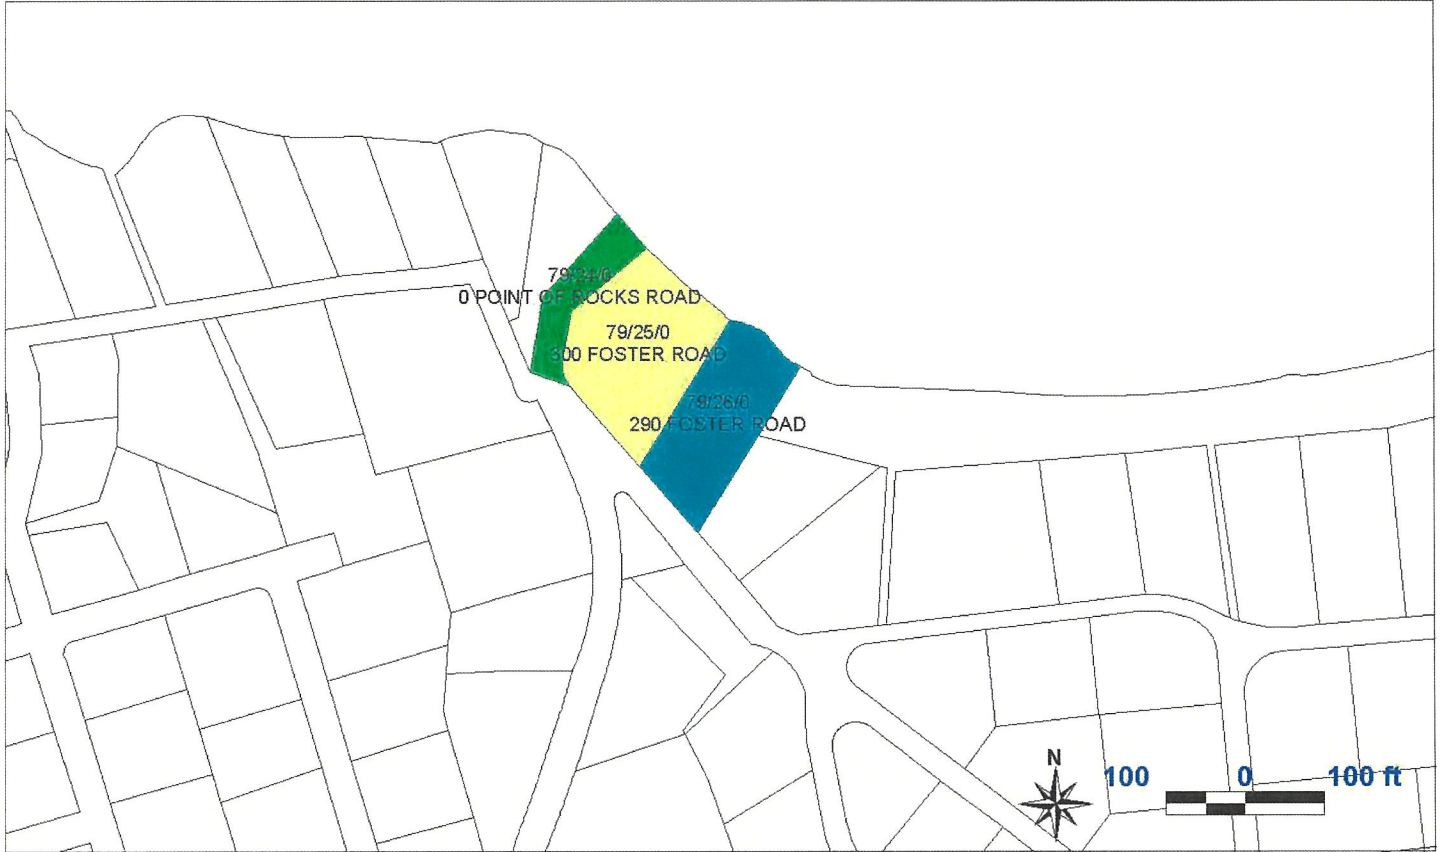 79/24/0
0 POINT OF ROCKS ROAD
79/25/0
300 FOSTER ROAD
79/26/0
290 FOSTER ROAD
N
100 0 100 ft